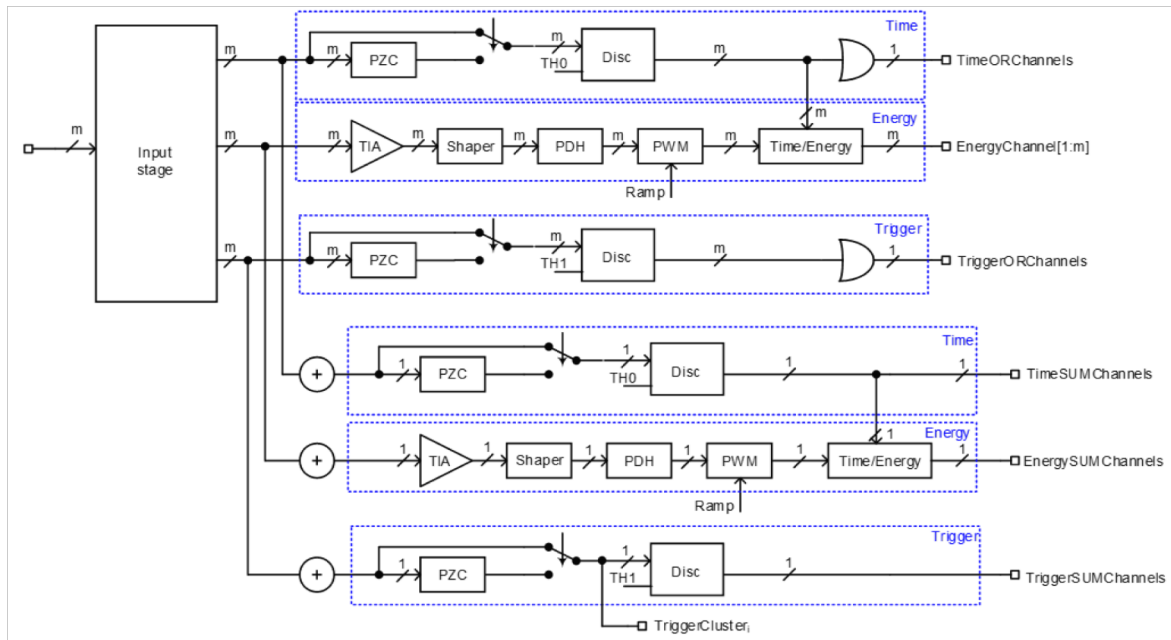 Time
m
m
m
m
m
1
PZC
TH0
Disc
TimeORChannels
m
Energy
m
m
Input
stage
m
TIA
m
Shaper
m
PDH
m
PWM
m
Time/Energy
m
EnergyChannel[1:m]
Ramp
Trigger
m
m
m
m
1
PZC
TH1
Disc
TriggerORChannels
Time
+
1
PZC
1
TH0
Disc
1
1
TimeSUMChannels
1
Energy
+
1
TIA
1
Shaper
1
PDH
1
PWM
1
Time/Energy
1
EnergySUMChannels
Ramp
Trigger
+
1
PZC
1
TH1
Disc
1
TriggerSUMChannels
TriggerClusteri